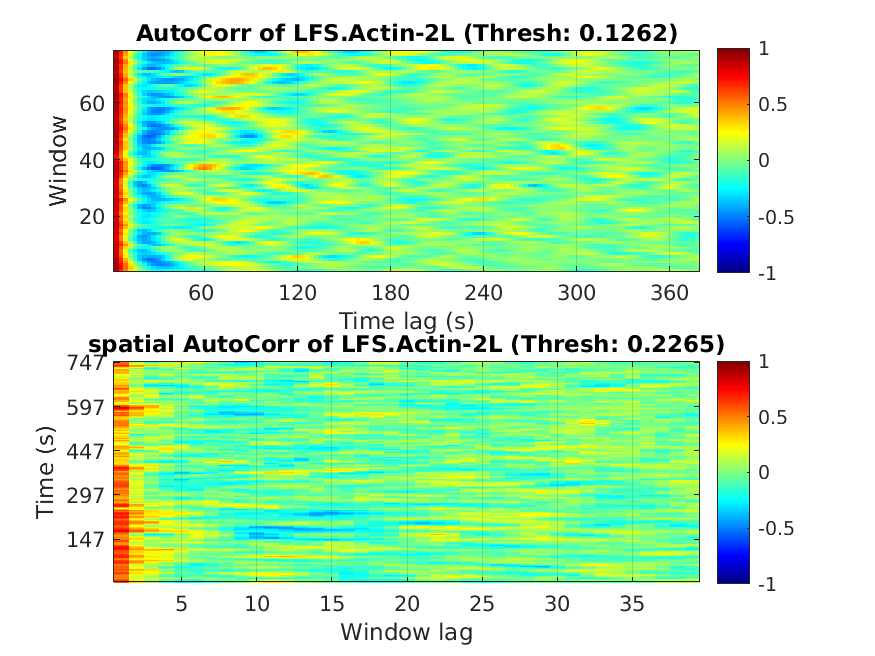 AutoCorr of LFS.Actin-2L (Thresh: 0.1262)
Window
60
40
20
60 120 180 240 300 360
Time lag (s)
1
0.5
0
-0.5
-1
spatial AutoCorr of LFS.Actin-2L (Thresh: 0.2265)
Time (s)
747
597
447
297
147
5 10 15 20 25 30 35
Window lag
1
0.5
0
-0.5
-1